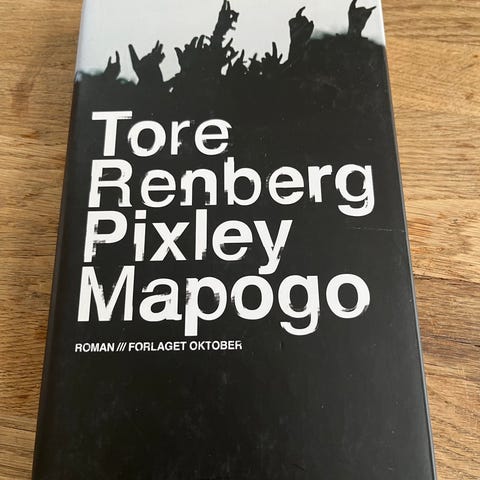 Tore
Renberg
Pixley
Mapogo
ROMAN /// FORLAGET OKTOBER